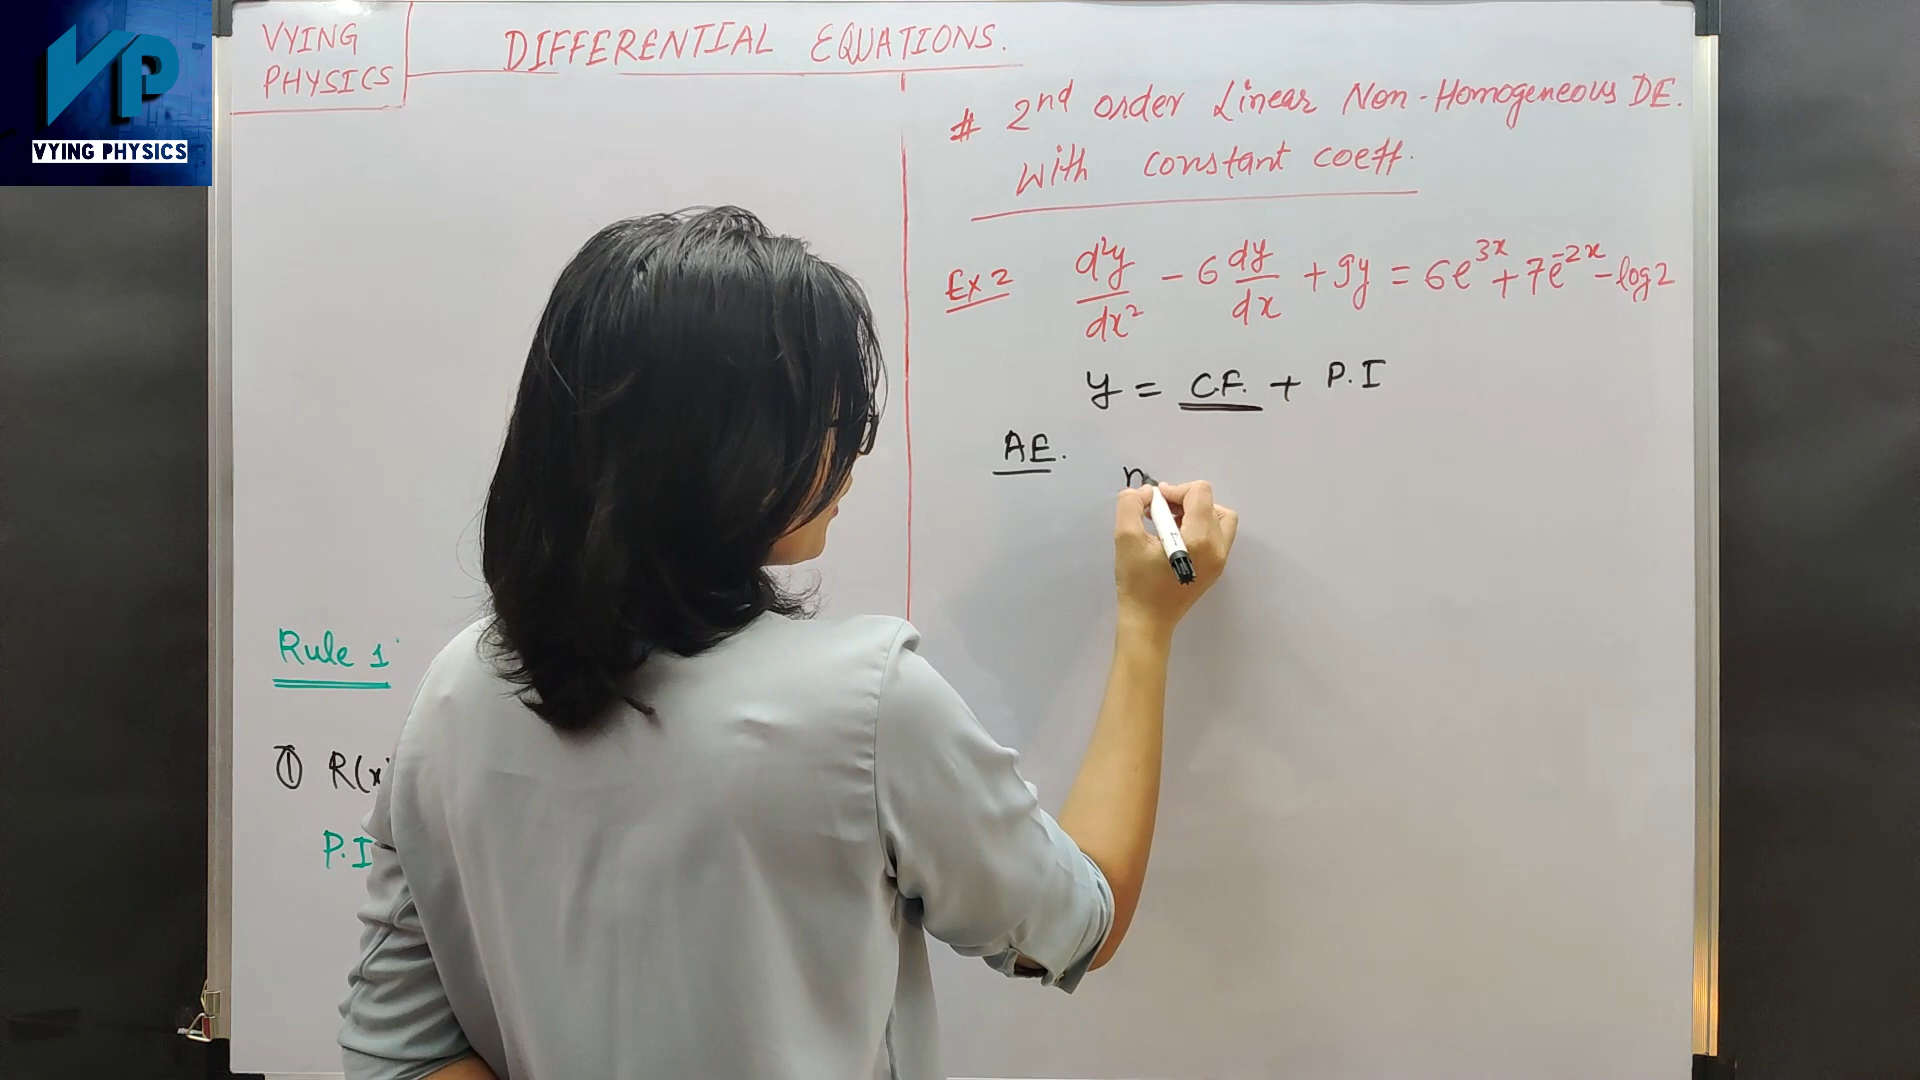 VP
VYING PHYSICS
VYING
PHYSICS
DIFFERENTIAL EQUATIONS.
# 2nd order Linear Non-Homogeneous DE.
with constant coeff.
Ex 2 d²y/dx² - 6 dy/dx + 9y = 6e^3x + 7e^-2x - log2
y = C.F. + P.I
A.E.
Rule 1
① R(x
P.I